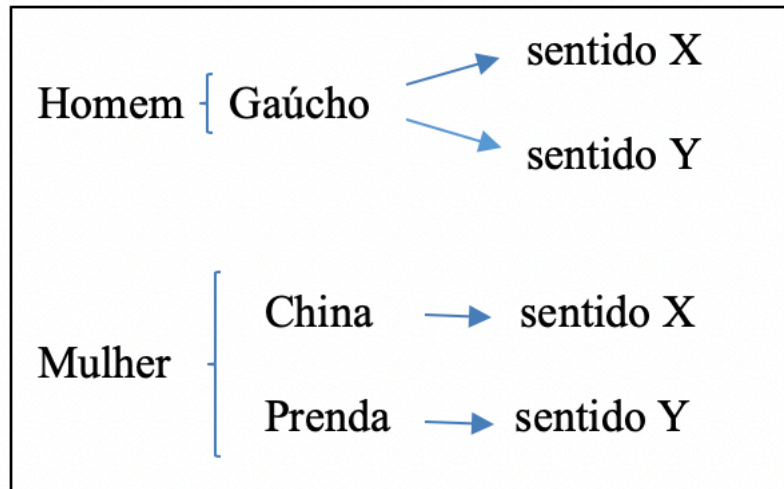 sentido X
Homem Gaúcho
sentido Y
China sentido X
Mulher
Prenda sentido Y